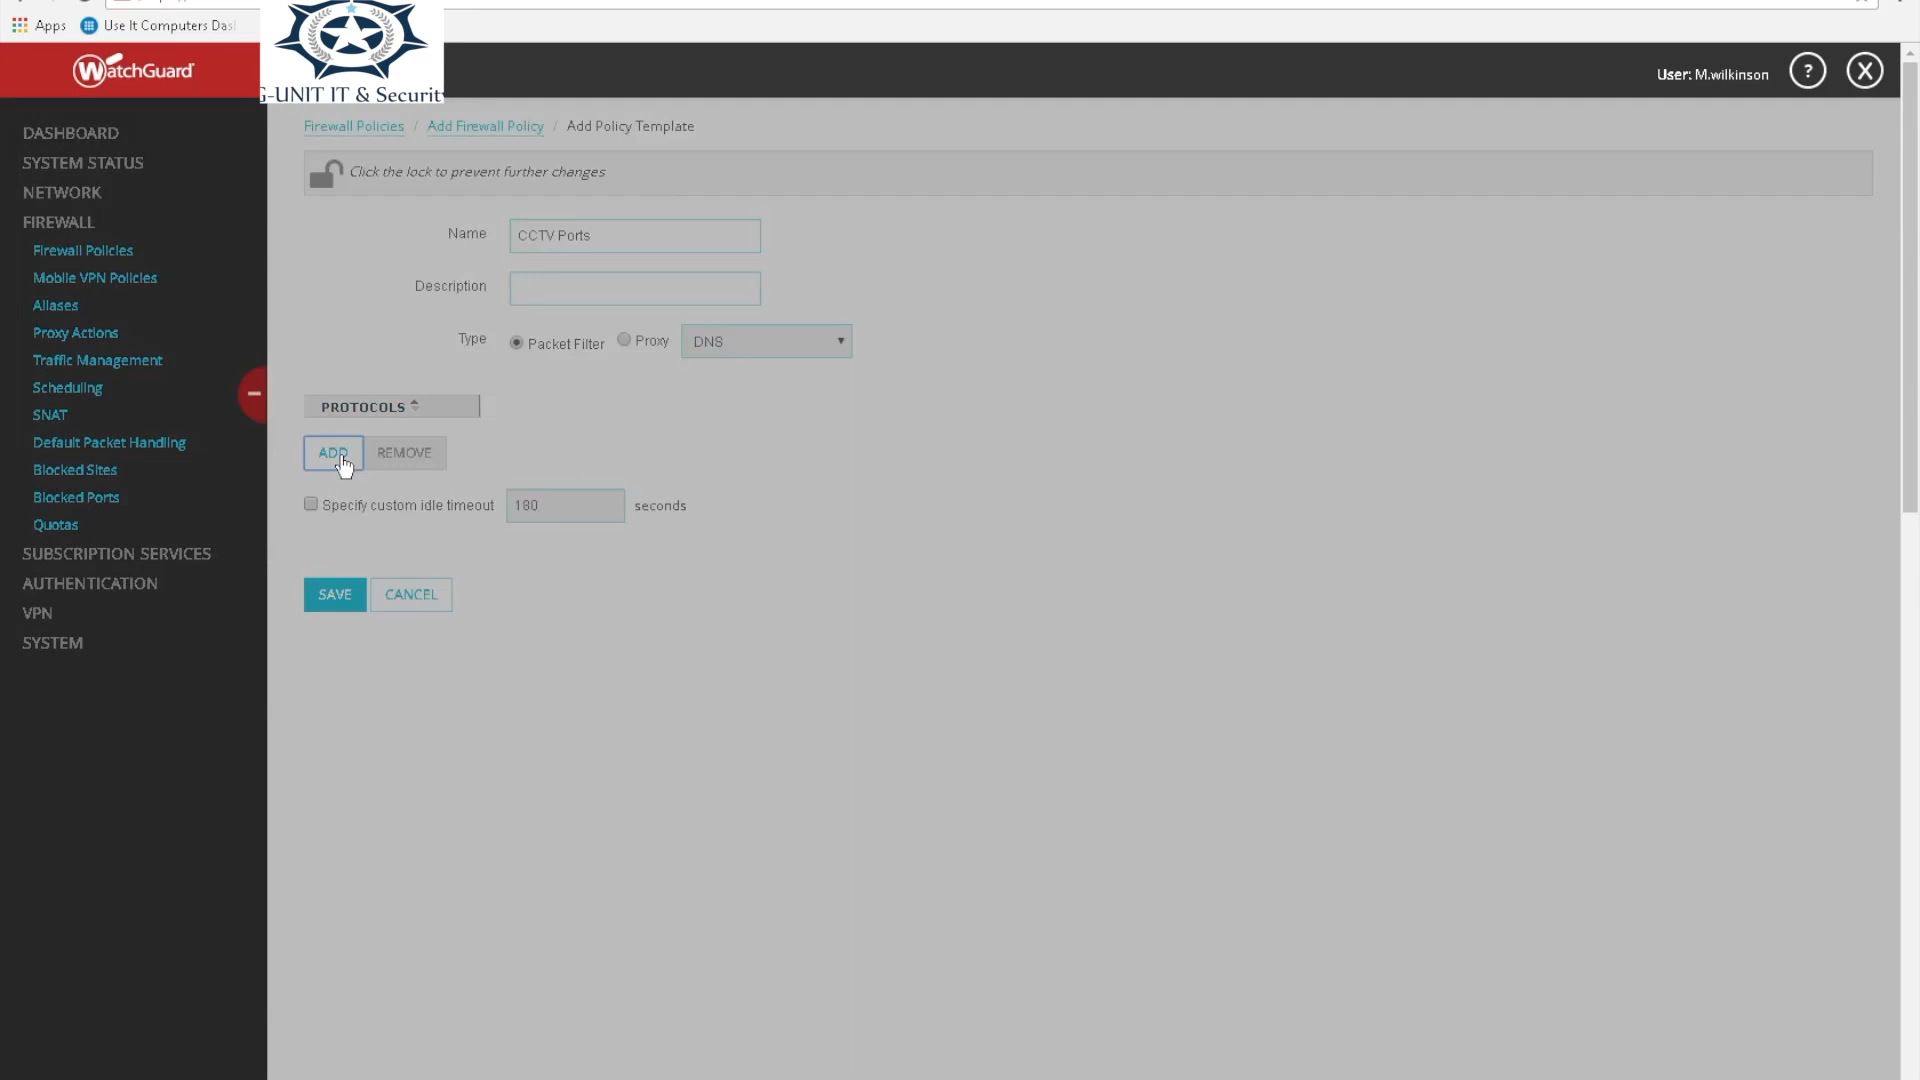 Apps Use It Computers Das
WatchGuard
-UNIT IT & Securit
User: M.wilkinson
?
X
DASHBOARD
SYSTEM STATUS
NETWORK
FIREWALL
Firewall Policies
Mobile VPN Policies
Aliases
Proxy Actions
Traffic Management
Scheduling
SNAT
Default Packet Handling
Blocked Sites
Blocked Ports
Quotas
SUBSCRIPTION SERVICES
AUTHENTICATION
VPN
SYSTEM
Firewall Policies / Add Firewall Policy / Add Policy Template
Click the lock to prevent further changes
Name CCTV Ports
Description
Type Packet Filter Proxy DNS
PROTOCOLS
ADD REMOVE
Specify custom idle timeout 180 seconds
SAVE CANCEL